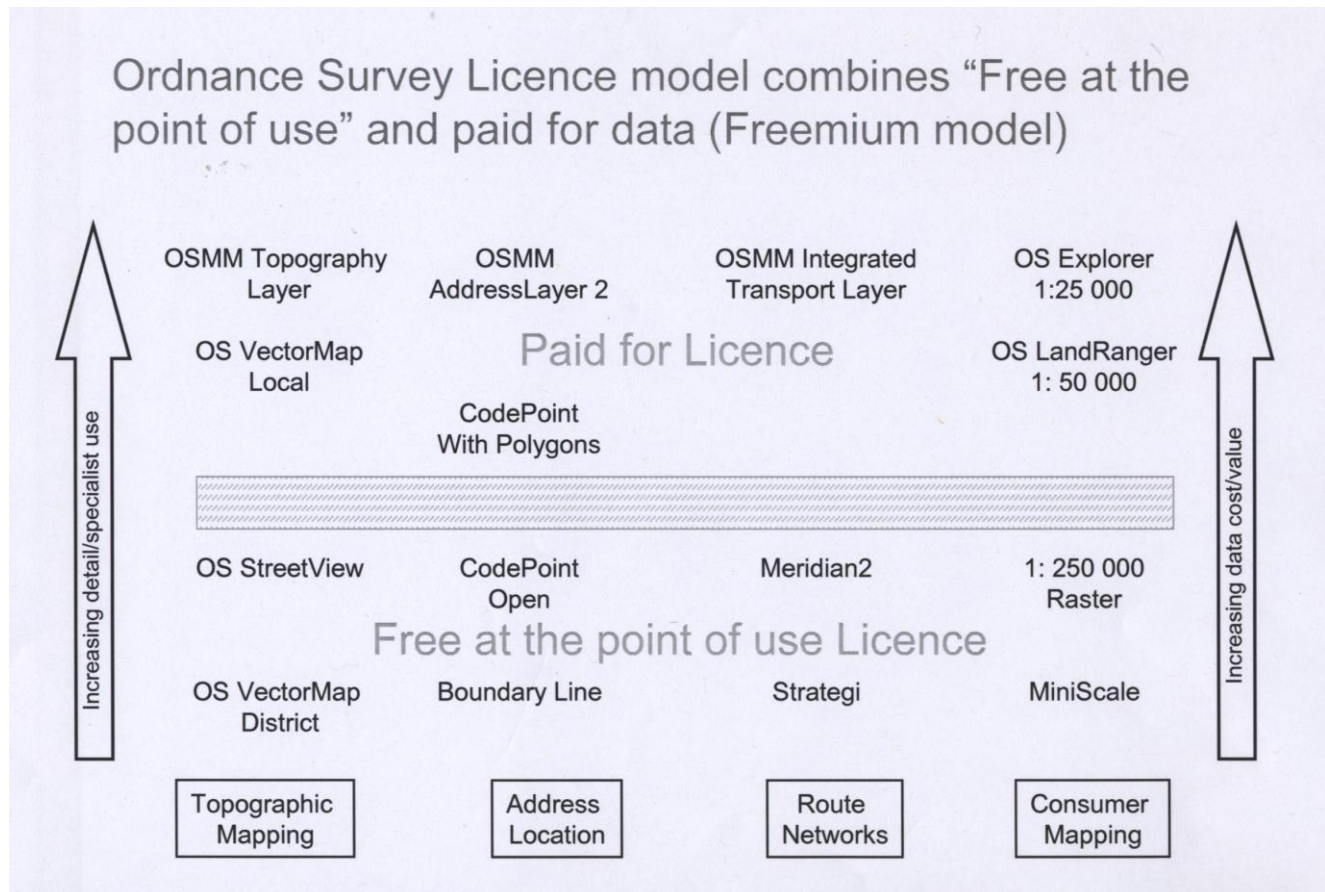 Ordnance Survey Licence model combines “Free at the
point of use” and paid for data (Freemium model)
Increasing detail/specialist use
OSMM Topography
Layer
OSMM
AddressLayer 2
OSMM Integrated
Transport Layer
OS Explorer
1:25 000
OS VectorMap
Local
Paid for Licence
OS LandRanger
1: 50 000
CodePoint
With Polygons
OS StreetView
CodePoint
Open
Meridian2
1: 250 000
Raster
Free at the point of use Licence
OS VectorMap
District
Boundary Line
Strategi
MiniScale
Topographic
Mapping
Address
Location
Route
Networks
Consumer
Mapping
Increasing data cost/value